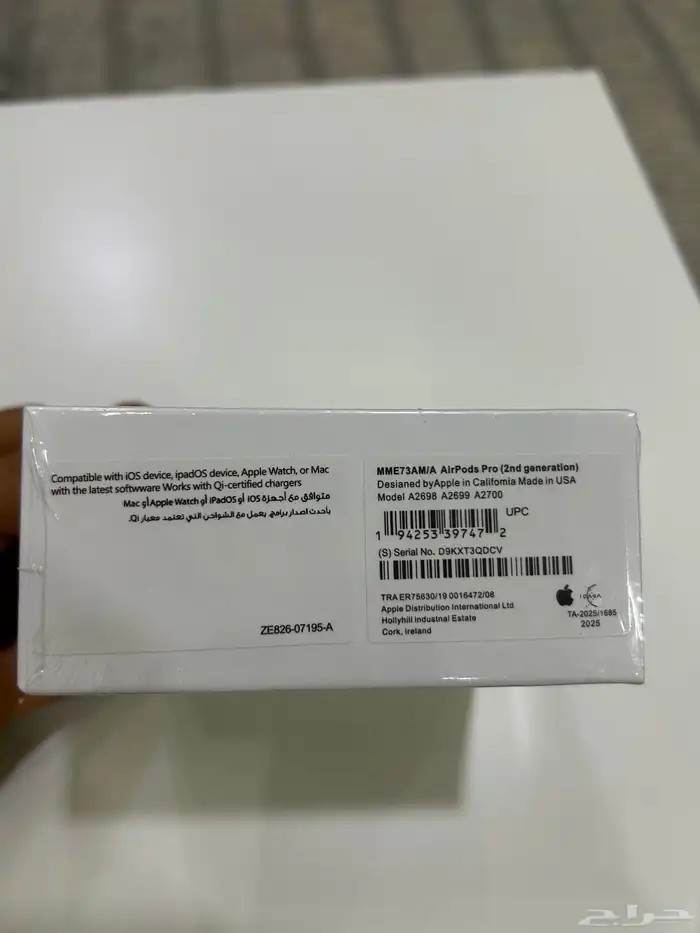 Compatible with iOS device, ipadOS device, Apple Watch, or Mac
with the latest softwware Works with Qi-certified chargers
متوافق مع أجهزة iOS أو iPadOS أو Apple Watch أو Mac
بأحدث اصدار برامج. يعمل مع الشواحن التي تعتمد معيار Qi.
ZE826-07195-A
MME73AM/A AirPods Pro (2nd generation)
Desianed byApple in Califomia Made in USA
Model A2698 A2699 A2700
UPC
1 94253 39747 2
(S) Serial No. D9KXT3QDCV
TRA ER75630/19 0016472/08
Apple Distribution International Ltd
Hollyhill Industnal Estate
Cork, Ireland
TA-2025/1685
2025
حراج